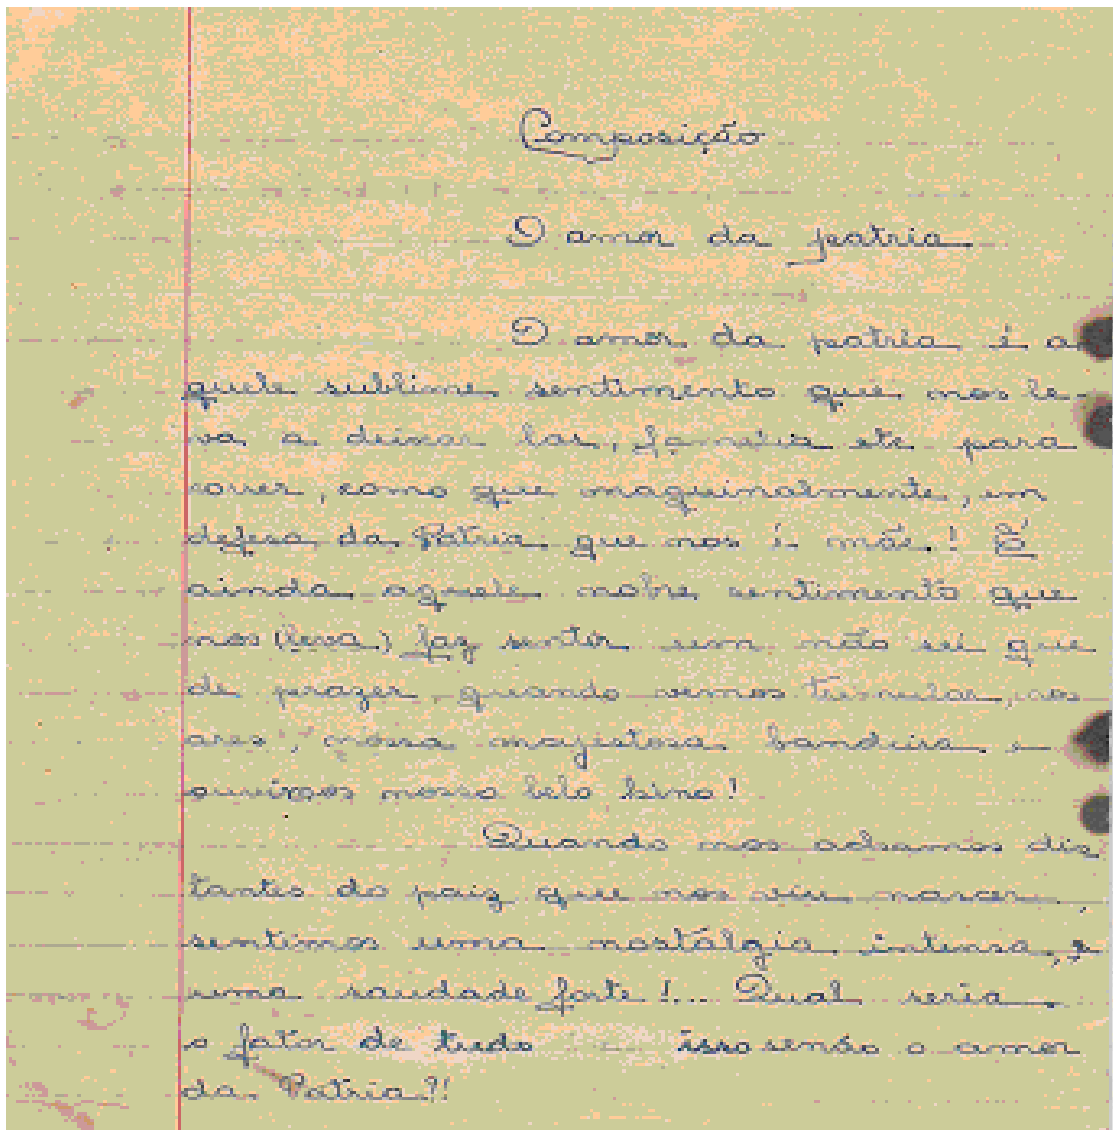 Composição
O amor da patria
O amor da patria é a
quele sublime sentimento que nos le-
va a deixar lar, familia etc para
correr, como que maquinalmente, em
defesa da Patria que nos é mãe! É
ainda aquele nobre sentimento que
nos (leva) faz sentir um não sei que
de prazer, quando vemos tremular, nos
ares, nossa magistosa bandeira e
ouvimos nosso belo hino!
Quando nos achamos dis
tantes do paiz que nos viu nascer,
sentimos uma nostálgia intensa, e
uma saudade forte!... Qual seria
o fator de tudo isso senão o amor
da Patria?!